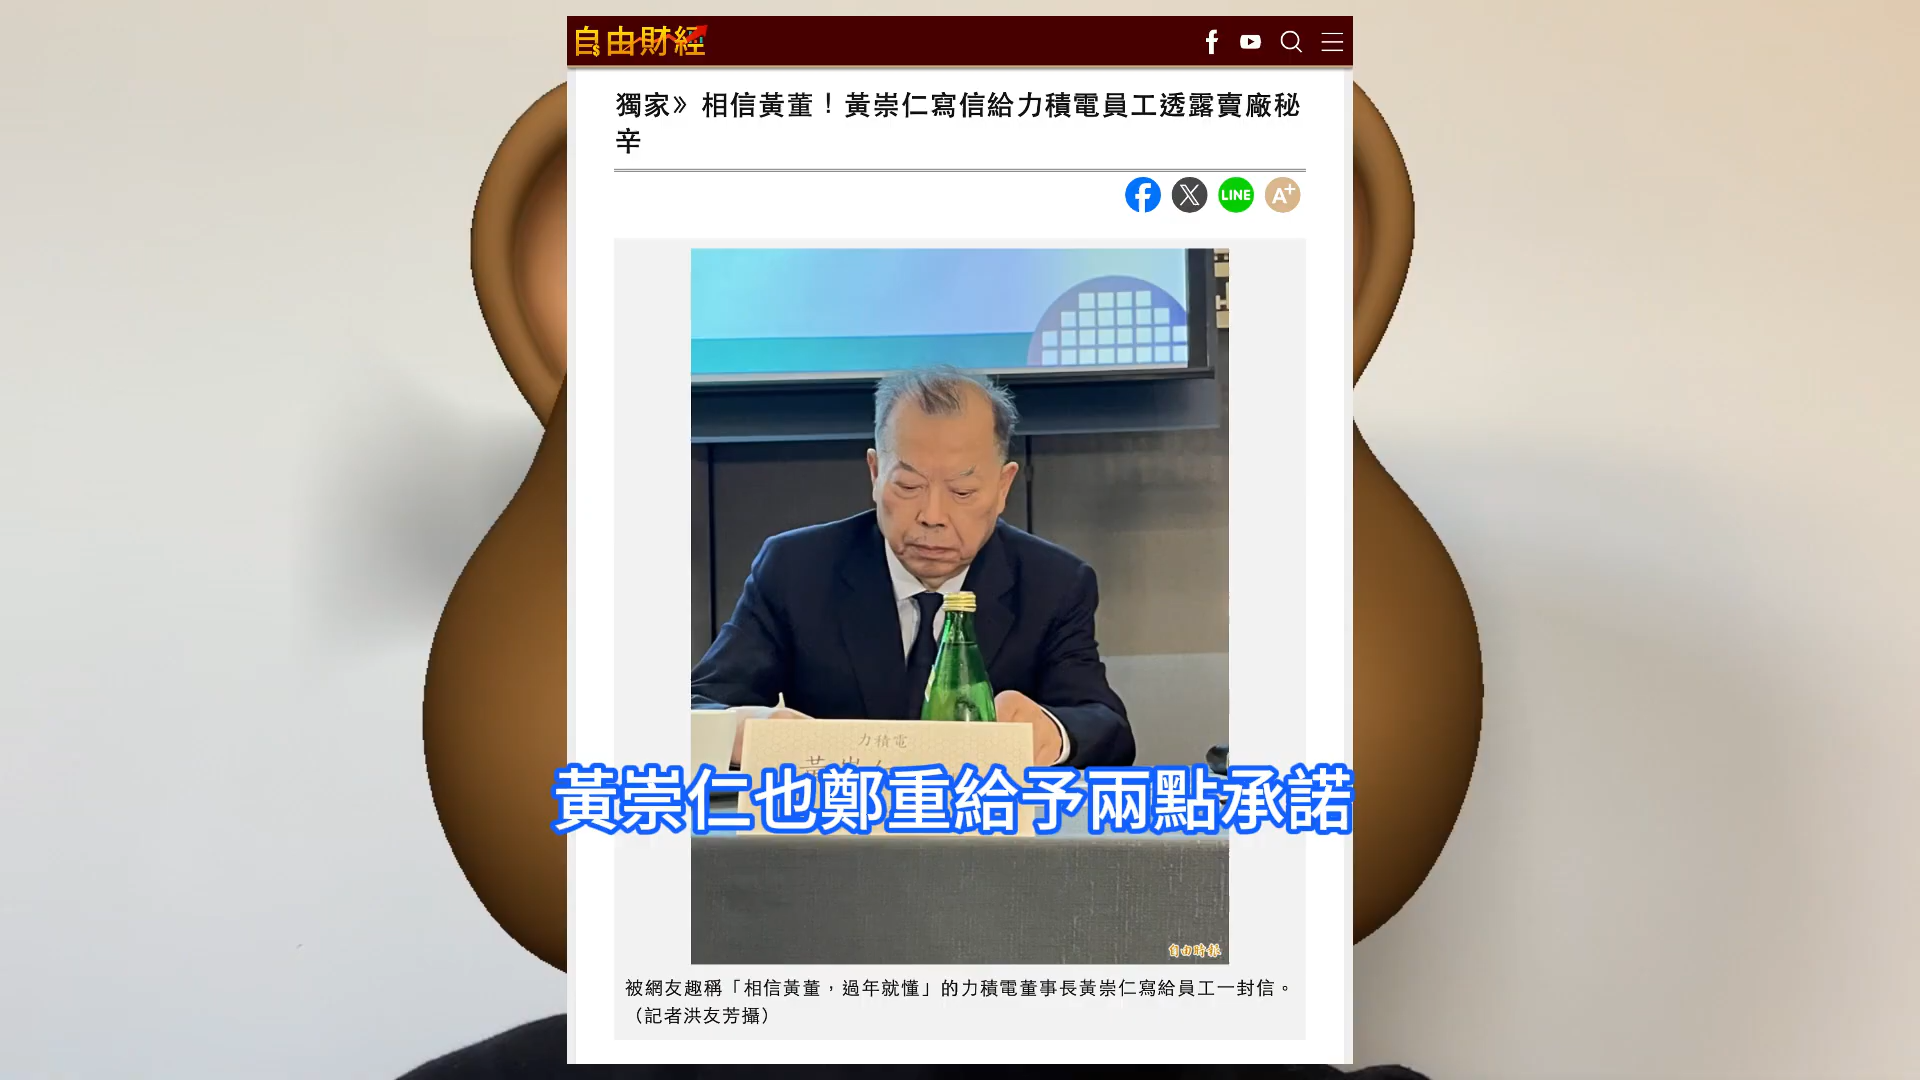 自由財經
獨家》相信黃董！黃崇仁寫信給力積電員工透露賣廠秘
辛
LINE
A+
力積電
黃崇仁也鄭重給予兩點承諾
自由時報
被網友趣稱「相信黃董，過年就懂」的力積電董事長黃崇仁寫給員工一封信。
（記者洪友芳攝）